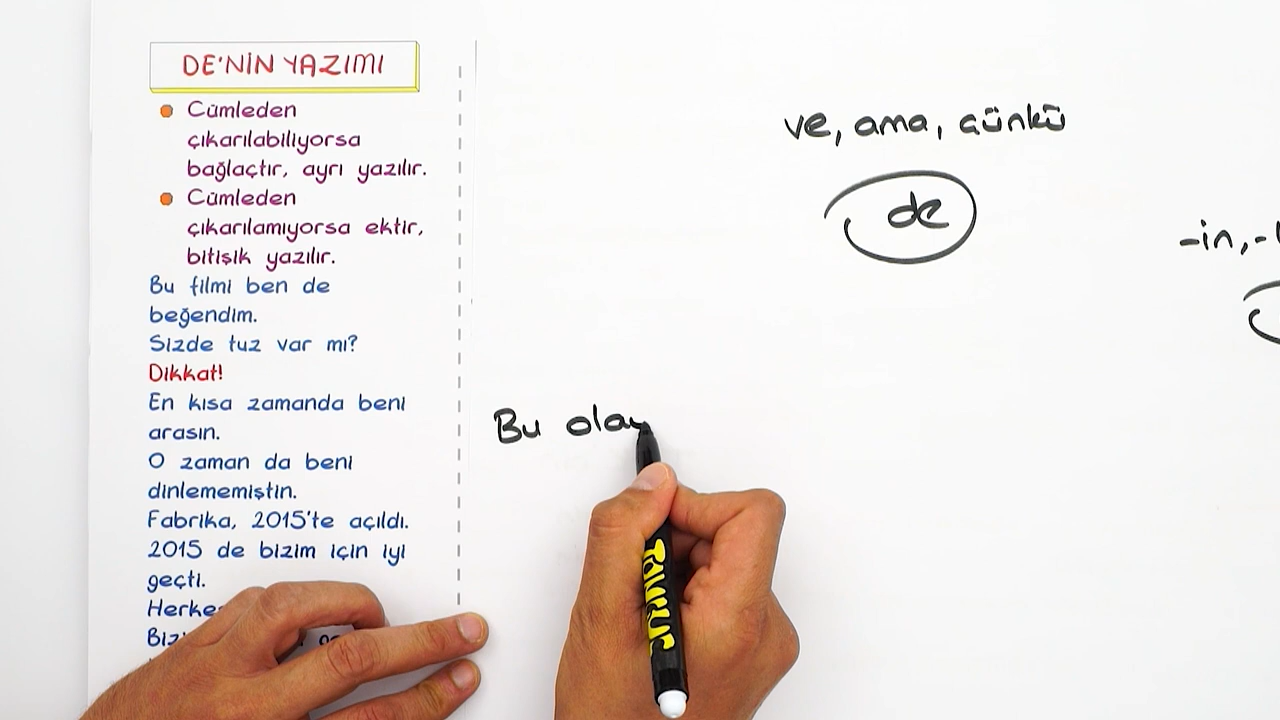 DE'NİN YAZIMI
Cümleden
çıkarılabiliyorsa
bağlaçtır, ayrı yazılır.
Cümleden
çıkarılamıyorsa ektir,
bitişik yazılır.
Bu filmi ben de
beğendim.
Sizde tuz var mı?
Dikkat!
En kısa zamanda beni
arasın.
O zaman da beni
dinlememiştin.
Fabrika, 2015'te açıldı.
2015 de bizim için iyi
geçti.
ve, ama, çünkü
de
-in,
Bu olay